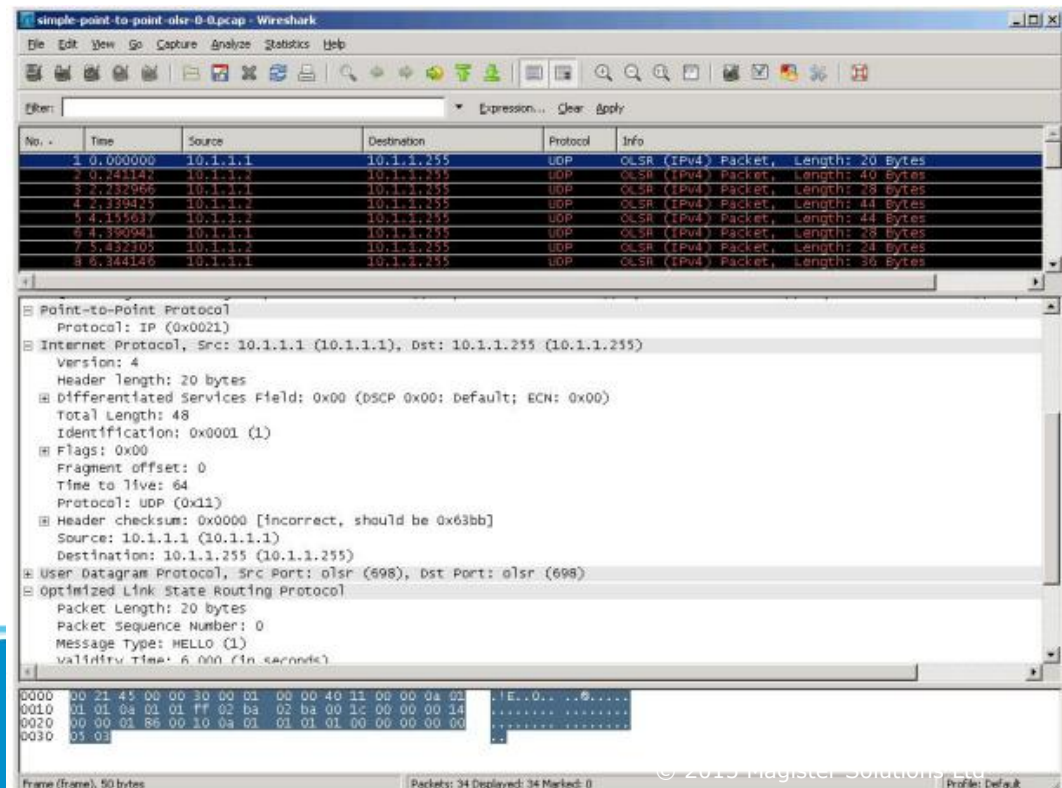 simple-point-to-point-olsr-0-0.pcap - Wireshark
File Edit View Go Capture Analyze Statistics Help
Filter: Expression... Clear Apply
No. Time Source Destination Protocol Info
1 0.000000 10.1.1.1 10.1.1.255 UDP OLSR (IPv4) Packet, Length: 20 Bytes
2 0.241142 10.1.1.2 10.1.1.255 UDP OLSR (IPv4) Packet, Length: 40 Bytes
3 2.232966 10.1.1.1 10.1.1.255 UDP OLSR (IPv4) Packet, Length: 28 Bytes
4 2.339425 10.1.1.2 10.1.1.255 UDP OLSR (IPv4) Packet, Length: 44 Bytes
5 4.155637 10.1.1.2 10.1.1.255 UDP OLSR (IPv4) Packet, Length: 44 Bytes
6 4.390941 10.1.1.1 10.1.1.255 UDP OLSR (IPv4) Packet, Length: 28 Bytes
7 5.432305 10.1.1.2 10.1.1.255 UDP OLSR (IPv4) Packet, Length: 24 Bytes
8 6.344146 10.1.1.1 10.1.1.255 UDP OLSR (IPv4) Packet, Length: 36 Bytes
Point-to-Point Protocol
Protocol: IP (0x0021)
Internet Protocol, Src: 10.1.1.1 (10.1.1.1), Dst: 10.1.1.255 (10.1.1.255)
Version: 4
Header length: 20 bytes
Differentiated Services Field: 0x00 (DSCP 0x00: Default; ECN: 0x00)
Total Length: 48
Identification: 0x0001 (1)
Flags: 0x00
Fragment offset: 0
Time to live: 64
Protocol: UDP (0x11)
Header checksum: 0x0000 [incorrect, should be 0x63bb]
Source: 10.1.1.1 (10.1.1.1)
Destination: 10.1.1.255 (10.1.1.255)
User Datagram Protocol, Src Port: olsr (698), Dst Port: olsr (698)
Optimized Link State Routing Protocol
Packet Length: 20 bytes
Packet Sequence Number: 0
Message Type: HELLO (1)
Validity Time: 6.000 (in seconds)
0000 00 21 45 00 00 30 00 01 00 00 40 11 00 00 0a 01 .!E..0.. ..@.....
0010 01 01 0a 01 01 ff 02 ba 02 ba 00 1c 00 00 00 14 ........ ........
0020 00 00 01 86 00 10 0a 01 01 01 01 00 00 00 00 00 ........ ........
0030 05 03 ..
© 2015 Magister Solutions Ltd
Frame (frame), 50 bytes Packets: 34 Displayed: 34 Marked: 0 Profile: Default